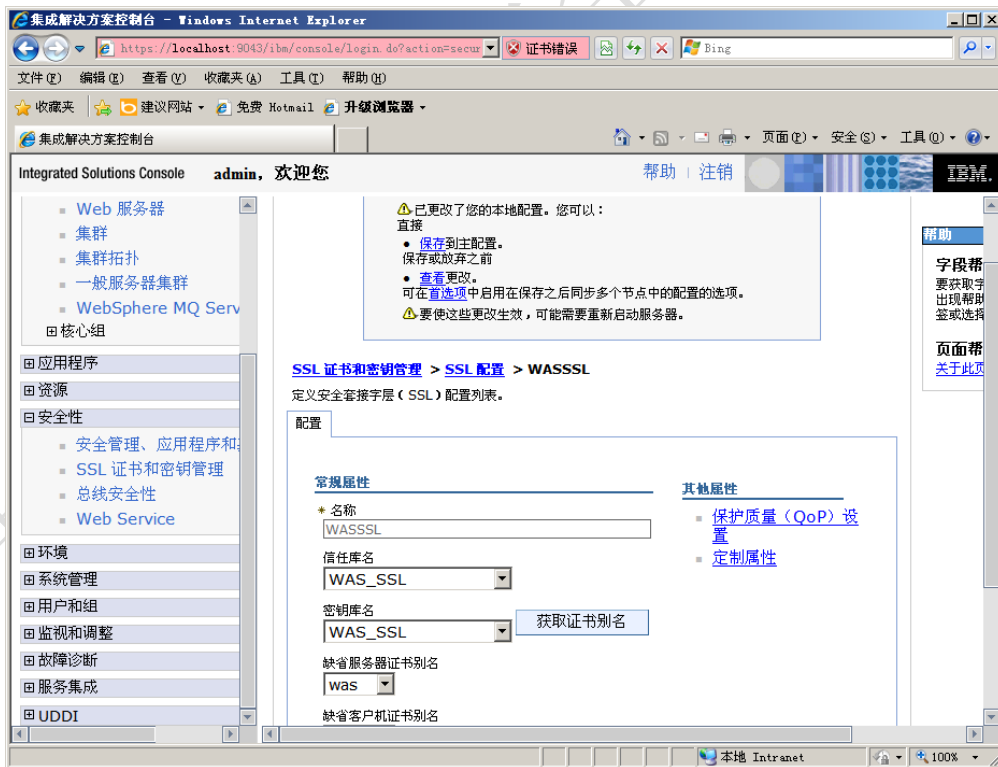 集成解决方案控制台 - Windows Internet Explorer
https://localhost:9043/ibm/console/login.do?action=secur
证书错误
Bing
文件(F) 编辑(E) 查看(V) 收藏夹(A) 工具(T) 帮助(H)
收藏夹 建议网站 免费 Hotmail 升级浏览器
集成解决方案控制台
页面(P) 安全(S) 工具(O)
Integrated Solutions Console admin, 欢迎您
帮助 | 注销
IBM.
Web 服务器
集群
集群拓扑
一般服务器集群
WebSphere MQ Serv
核心组
应用程序
资源
安全性
安全管理、应用程序和
SSL 证书和密钥管理
总线安全性
Web Service
环境
系统管理
用户和组
监视和调整
故障诊断
服务集成
UDDI
已更改了您的本地配置。您可以：
直接
• 保存到主配置。
保存或放弃之前
• 查看更改。
可在首选项中启用在保存之后同步多个节点中的配置的选项。
要使这些更改生效，可能需要重新启动服务器。
SSL 证书和密钥管理 > SSL 配置 > WASSSL
定义安全套接字层（SSL）配置列表。
配置
常规属性
* 名称
WASSSL
信任库名
WAS_SSL
密钥库名
WAS_SSL
获取证书别名
缺省服务器证书别名
was
缺省客户机证书别名
其他属性
保护质量（QoP）设
置
定制属性
帮助
字段帮
要获取字
出现帮助
签或选择
页面帮
关于此页
本地 Intranet
100%